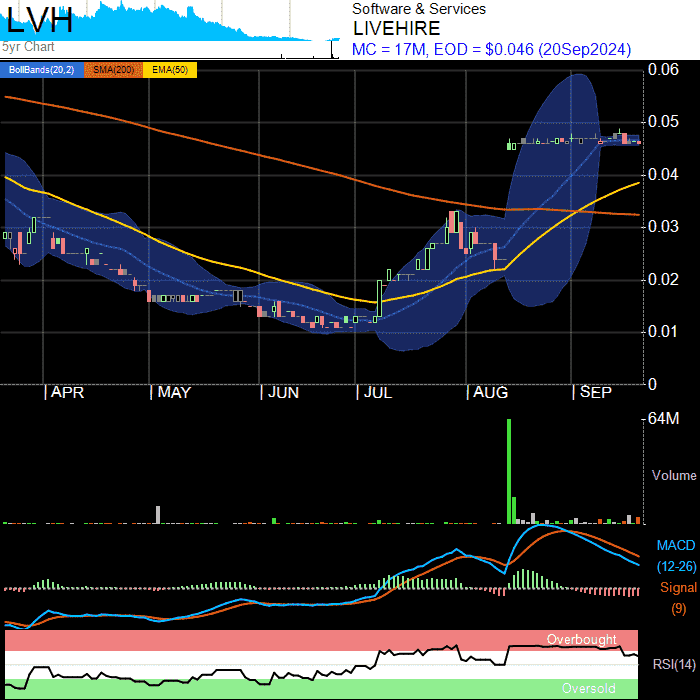 LVH
5yr Chart
Software & Services
LIVEHIRE
MC = 17M, EOD = $0.046 (20Sep2024)
BollBands(20,2) SMA(200) EMA(50)
0.06
0.05
0.04
0.03
0.02
0.01
0
APR MAY JUN JUL AUG SEP
64M
Volume
MACD
(12-26)
Signal
(9)
Overbought
RSI(14)
Oversold